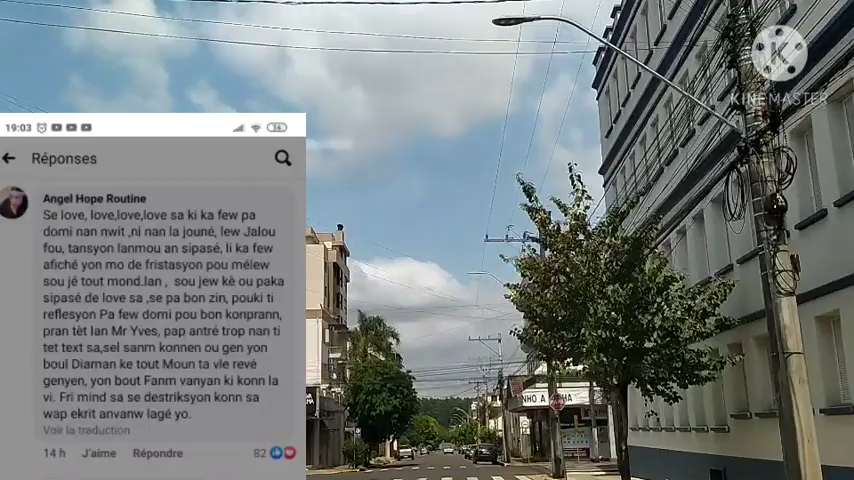 19:03
36
Réponses
Angel Hope Routine
Se love, love,love,love sa ki ka few pa
domi nan nwit ,ni nan la jouné, lew Jalou
fou, tansyon lanmou an sipasé, li ka few
afiché yon mo de fristasyon pou mélew
sou jé tout mond.lan , sou jew kè ou paka
sipasé de love sa ,se pa bon zin, pouki ti
reflesyon Pa few domi pou bon konprann,
pran tèt lan Mr Yves, pap antré trop nan ti
tet text sa,sel sanm konnen ou gen yon
boul Diaman ke tout Moun ta vle revé
genyen, yon bout Fanm vanyan ki konn la
vi. Fri mind sa se destriksyon konn sa
wap ekrit anvanw lagé yo.
Voir la traduction
14 h J'aime Répondre 82
KINEMASTER